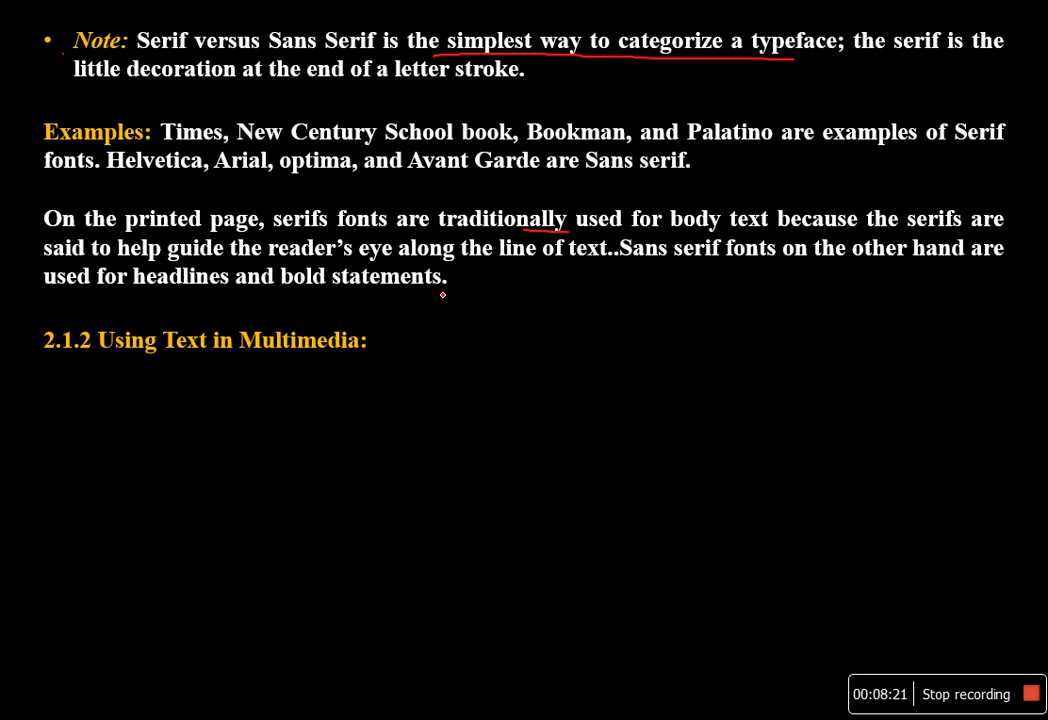 • Note: Serif versus Sans Serif is the simplest way to categorize a typeface; the serif is the
little decoration at the end of a letter stroke.
Examples: Times, New Century School book, Bookman, and Palatino are examples of Serif
fonts. Helvetica, Arial, optima, and Avant Garde are Sans serif.
On the printed page, serifs fonts are traditionally used for body text because the serifs are
said to help guide the reader’s eye along the line of text..Sans serif fonts on the other hand are
used for headlines and bold statements.
2.1.2 Using Text in Multimedia:
00:08:21 Stop recording